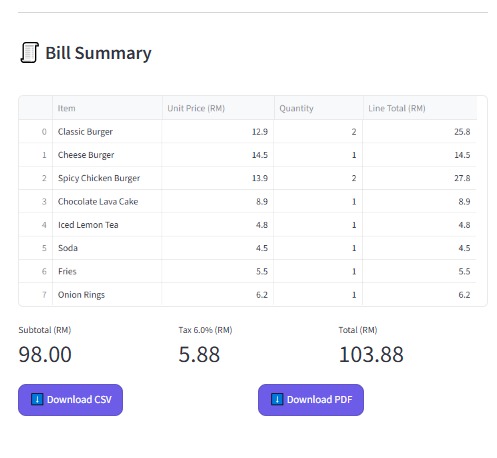 Bill Summary
Item Unit Price (RM) Quantity Line Total (RM)
0 Classic Burger 12.9 2 25.8
1 Cheese Burger 14.5 1 14.5
2 Spicy Chicken Burger 13.9 2 27.8
3 Chocolate Lava Cake 8.9 1 8.9
4 Iced Lemon Tea 4.8 1 4.8
5 Soda 4.5 1 4.5
6 Fries 5.5 1 5.5
7 Onion Rings 6.2 1 6.2
Subtotal (RM) Tax 6.0% (RM) Total (RM)
98.00 5.88 103.88
Download CSV Download PDF